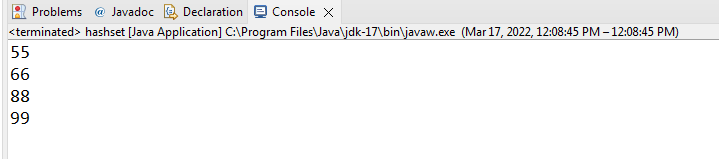 Problems @ Javadoc Declaration Console
<terminated> hashset [Java Application] C:\Program Files\Java\jdk-17\bin\javaw.exe (Mar 17, 2022, 12:08:45 PM – 12:08:45 PM)
55
66
88
99